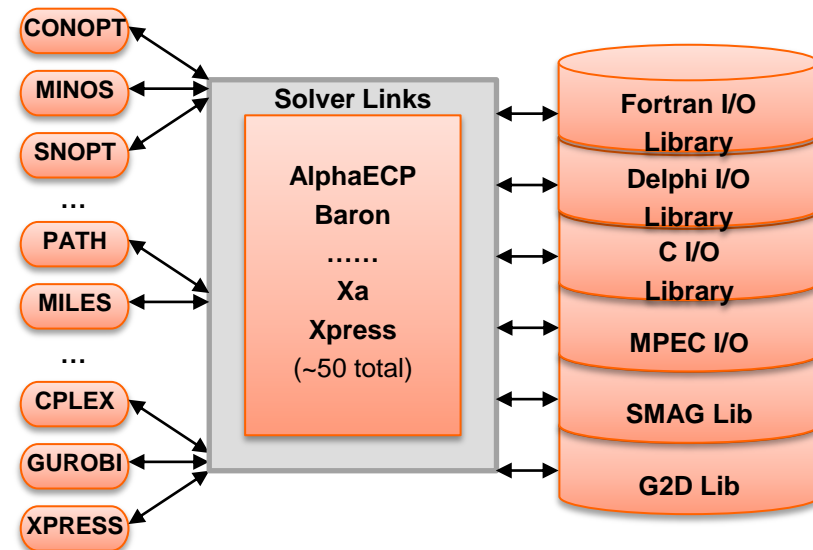 CONOPT
MINOS
SNOPT
...
PATH
MILES
...
CPLEX
GUROBI
XPRESS
Solver Links
AlphaECP
Baron
......
Xa
Xpress
(~50 total)
Fortran I/O
Library
Delphi I/O
Library
C I/O
Library
MPEC I/O
SMAG Lib
G2D Lib